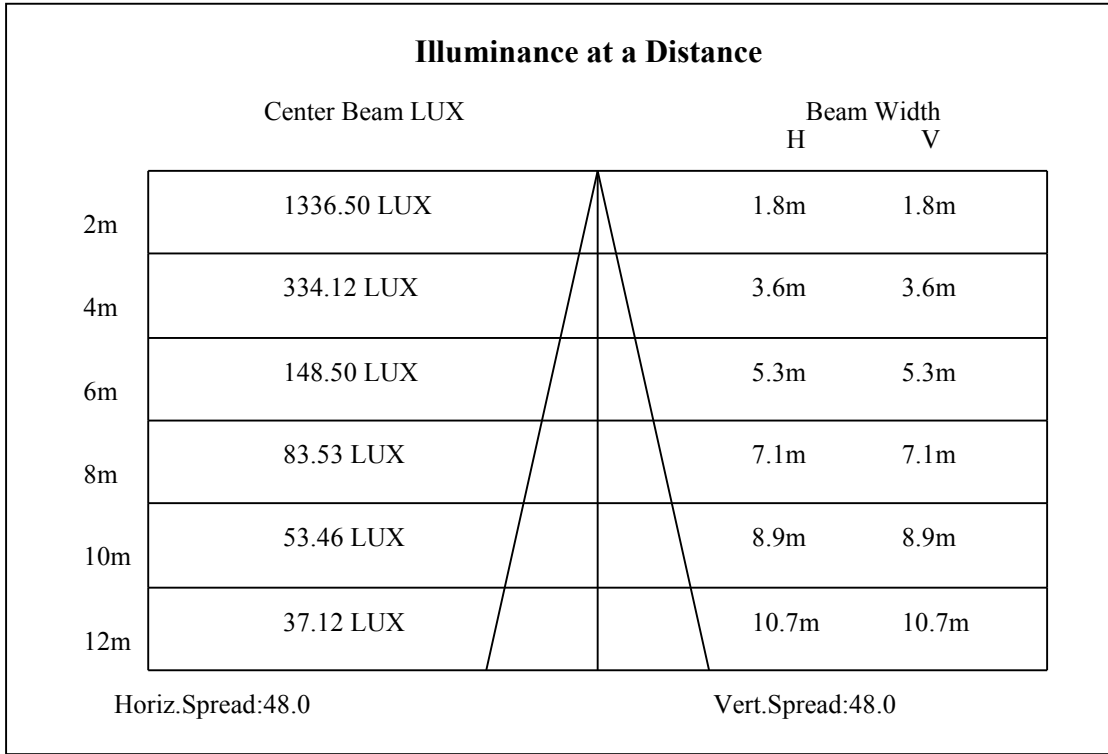 Illuminance at a Distance
Center Beam LUX Beam Width
H V
2m 1336.50 LUX 1.8m 1.8m
4m 334.12 LUX 3.6m 3.6m
6m 148.50 LUX 5.3m 5.3m
8m 83.53 LUX 7.1m 7.1m
10m 53.46 LUX 8.9m 8.9m
12m 37.12 LUX 10.7m 10.7m
Horiz.Spread:48.0 Vert.Spread:48.0